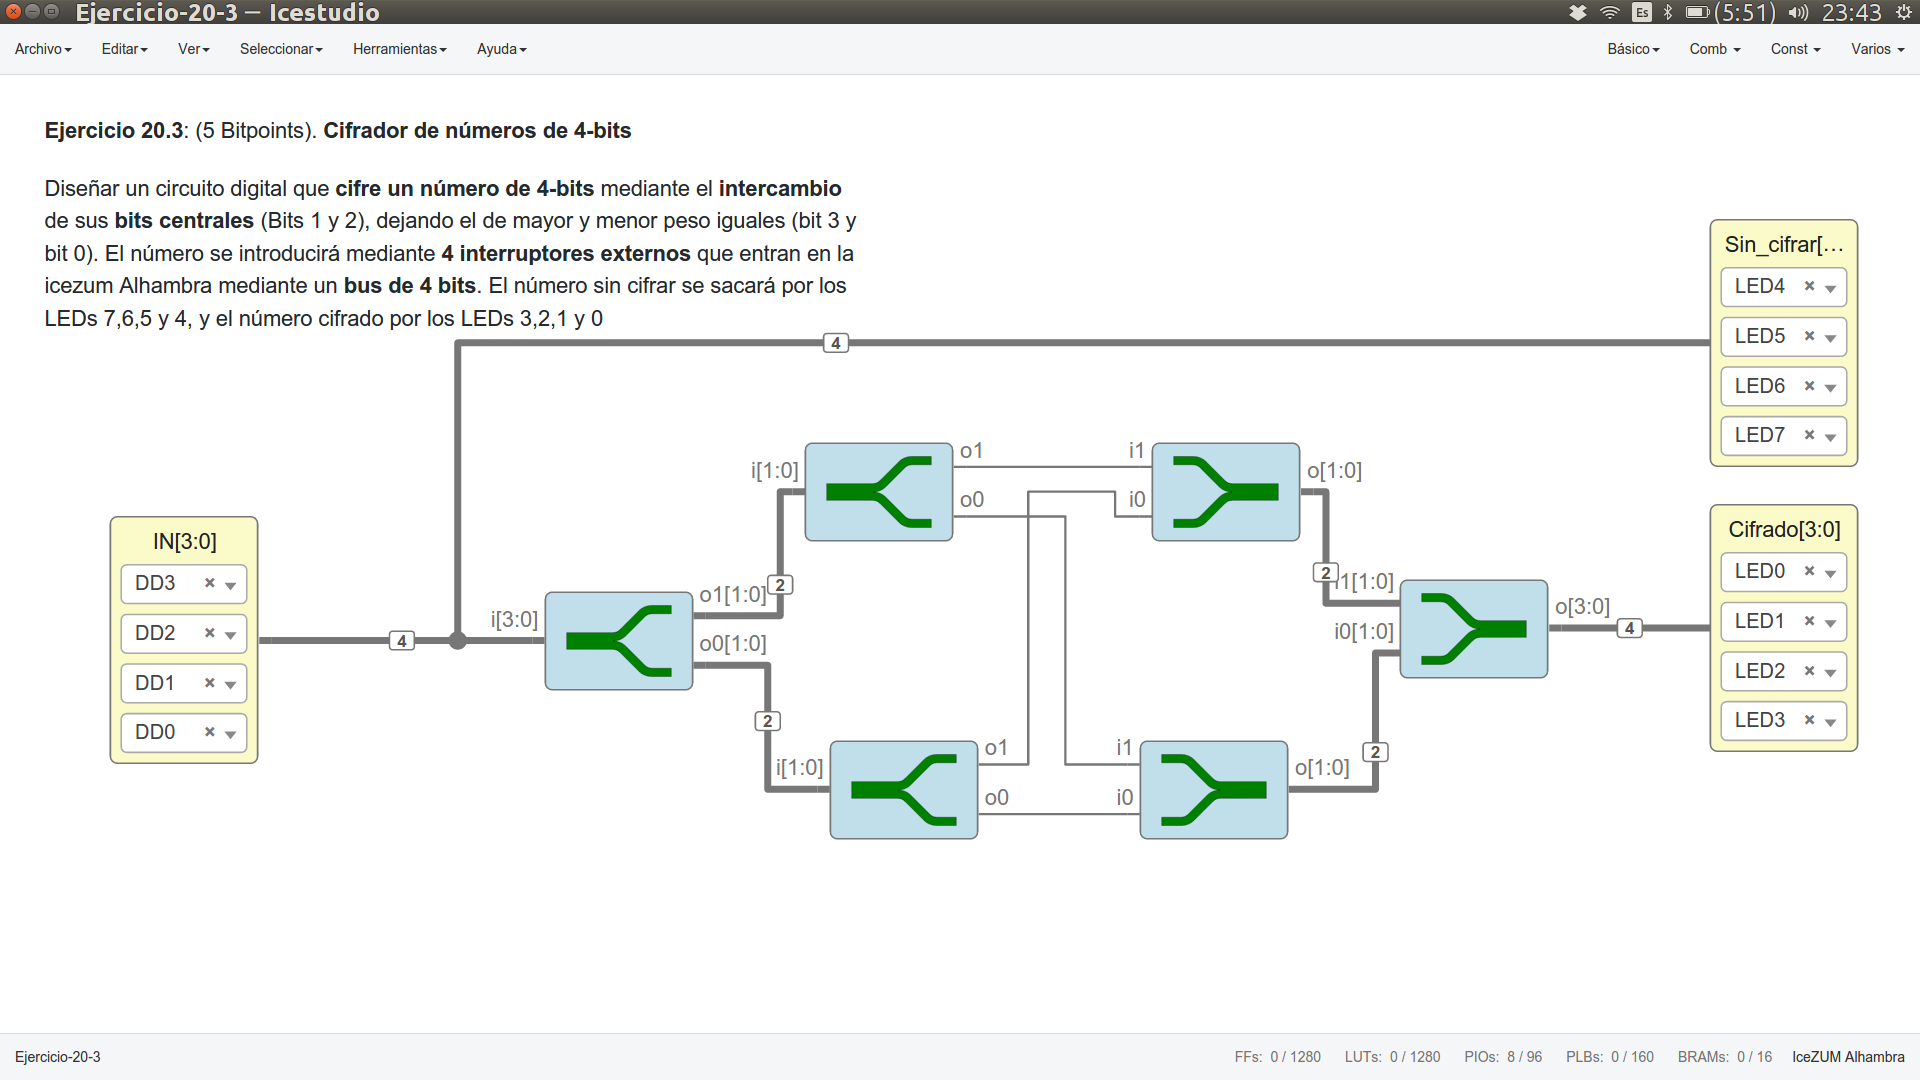 Ejercicio-20-3 — Icestudio
Es (5:51) 23:43
Archivo Editar Ver Seleccionar Herramientas Ayuda Básico Comb Const Varios
Ejercicio 20.3: (5 Bitpoints). Cifrador de números de 4-bits
Diseñar un circuito digital que cifre un número de 4-bits mediante el intercambio
de sus bits centrales (Bits 1 y 2), dejando el de mayor y menor peso iguales (bit 3 y
bit 0). El número se introducirá mediante 4 interruptores externos que entran en la
icezum Alhambra mediante un bus de 4 bits. El número sin cifrar se sacará por los
LEDs 7,6,5 y 4, y el número cifrado por los LEDs 3,2,1 y 0
4
Sin_cifrar[...
LED4
LED5
LED6
LED7
IN[3:0]
DD3
DD2
DD1
DD0
4
i[3:0]
o1[1:0]
o0[1:0]
2
2
i[1:0]
o1
o0
i[1:0]
o1
o0
i1
i0
o[1:0]
i1
i0
o[1:0]
2
2
i1[1:0]
i0[1:0]
o[3:0]
4
Cifrado[3:0]
LED0
LED1
LED2
LED3
Ejercicio-20-3 FFs: 0 / 1280 LUTs: 0 / 1280 PIOs: 8 / 96 PLBs: 0 / 160 BRAMs: 0 / 16 IceZUM Alhambra